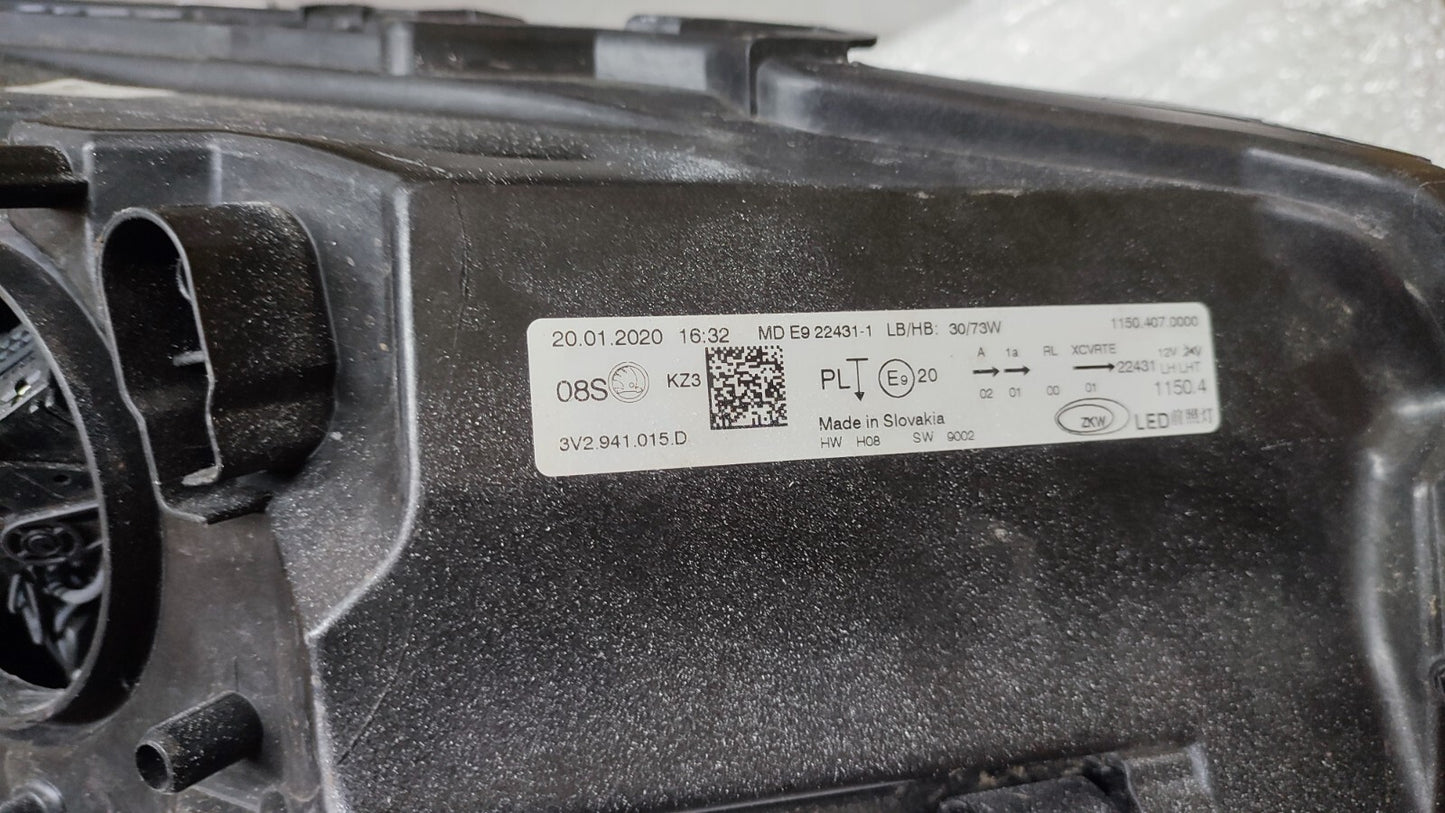 20.01.2020 16:32 MD E9 22431-1 LB/HB: 30/73W 1150.407.0000
08S KZ3 PL E9 20
A 1a RL XCVRTE
22431 12V 24V
LH LHT
02 01 00 01 1150.4
3V2.941.015.D
Made in Slovakia
HW H08 SW 9002
ZKW LED前照灯